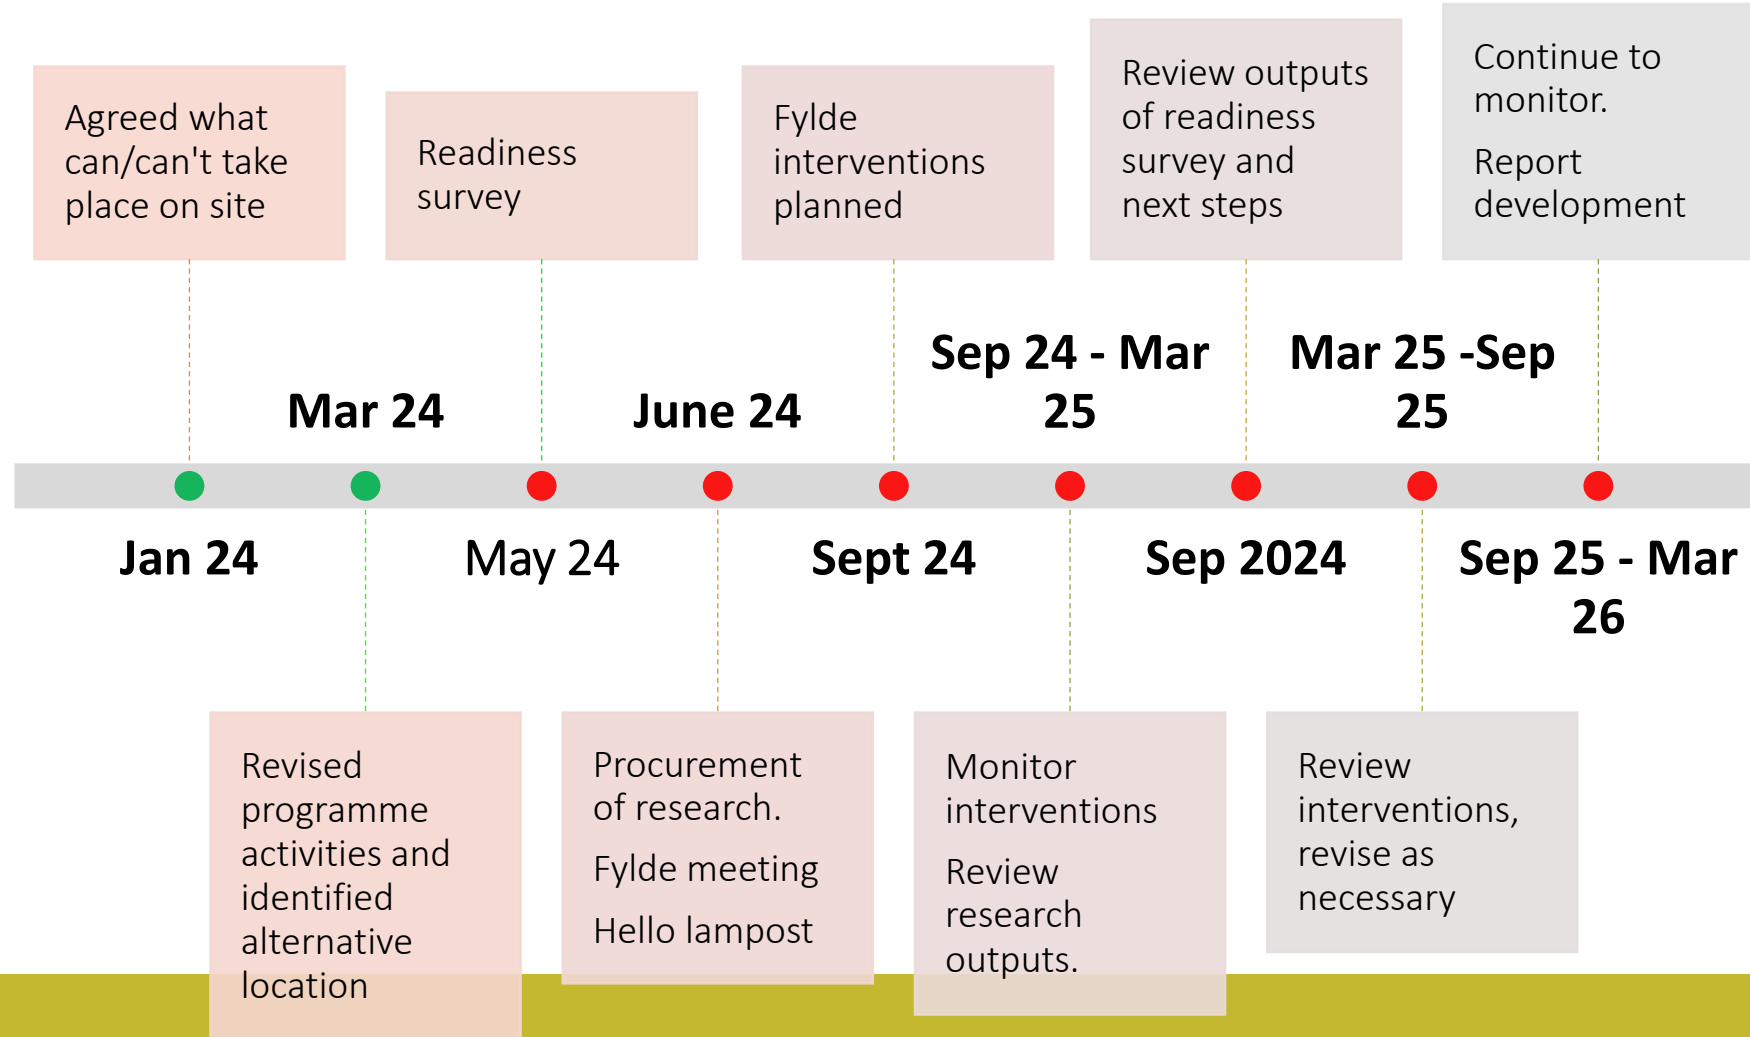 Agreed what
can/can't take
place on site
Readiness
survey
Fylde
interventions
planned
Review outputs
of readiness
survey and
next steps
Continue to
monitor.
Report
development
Mar 24
June 24
Sep 24 - Mar
25
Mar 25 -Sep
25
Jan 24
May 24
Sept 24
Sep 2024
Sep 25 - Mar
26
Revised
programme
activities and
identified
alternative
location
Procurement
of research.
Fylde meeting
Hello lampost
Monitor
interventions
Review
research
outputs.
Review
interventions,
revise as
necessary